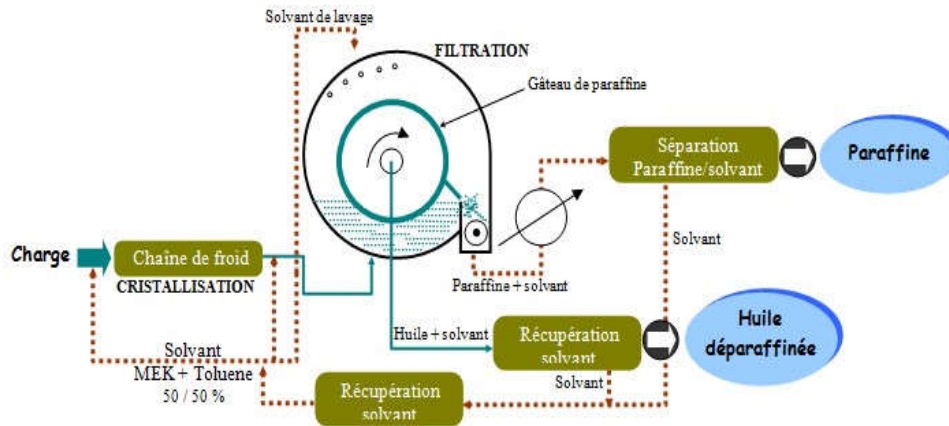 Solvant de lavage
FILTRATION
Gâteau de paraffine
Séparation
Paraffine/solvant
Paraffine
Solvant
Charge
Chaîne de froid
CRISTALLISATION
Paraffine + solvant
Huile + solvant
Récupération
solvant
Huile
déparaffinée
Solvant
MEK + Toluene
50 / 50 %
Solvant
Récupération
solvant